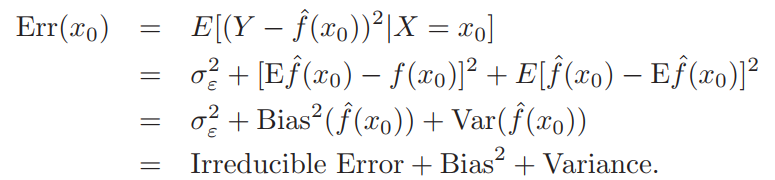 Err(x₀) = E[(Y − f̂(x₀))²|X = x₀]
= σ²_ε + [Ef̂(x₀) − f(x₀)]² + E[f̂(x₀) − Ef̂(x₀)]²
= σ²_ε + Bias²(f̂(x₀)) + Var(f̂(x₀))
= Irreducible Error + Bias² + Variance.